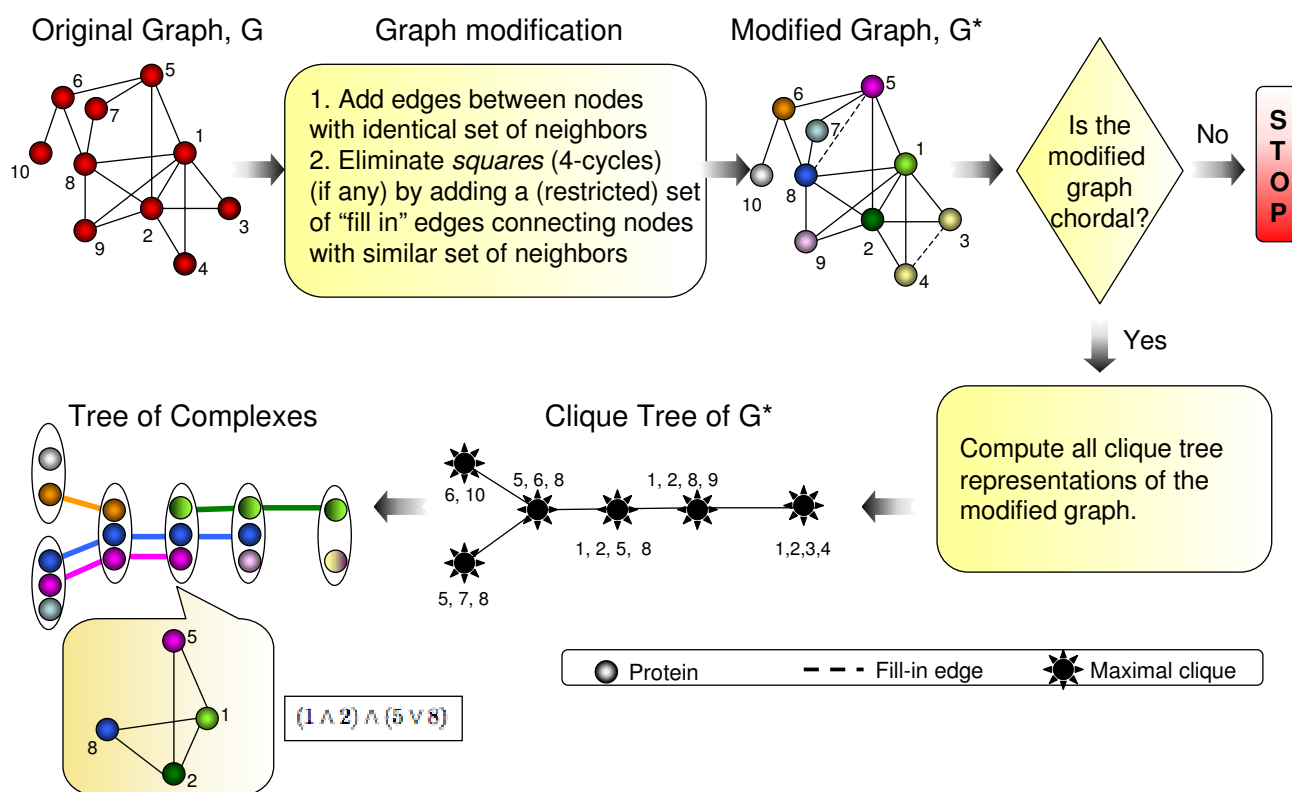 Original Graph, G
Graph modification
Modified Graph, G*
5
6
7
1
10
8
9
2
3
4
1. Add edges between nodes
with identical set of neighbors
2. Eliminate squares (4-cycles)
(if any) by adding a (restricted) set
of “fill in” edges connecting nodes
with similar set of neighbors
5
6
7
1
10
8
9
2
3
4
Is the
modified
graph
chordal?
No
S
T
O
P
Yes
Compute all clique tree
representations of the
modified graph.
Clique Tree of G*
6, 10
5, 6, 8
1, 2, 8, 9
1, 2, 5, 8
1,2,3,4
5, 7, 8
Tree of Complexes
5
1
8
2
(1 ∧ 2) ∧ (5 ∨ 8)
Protein
Fill-in edge
Maximal clique